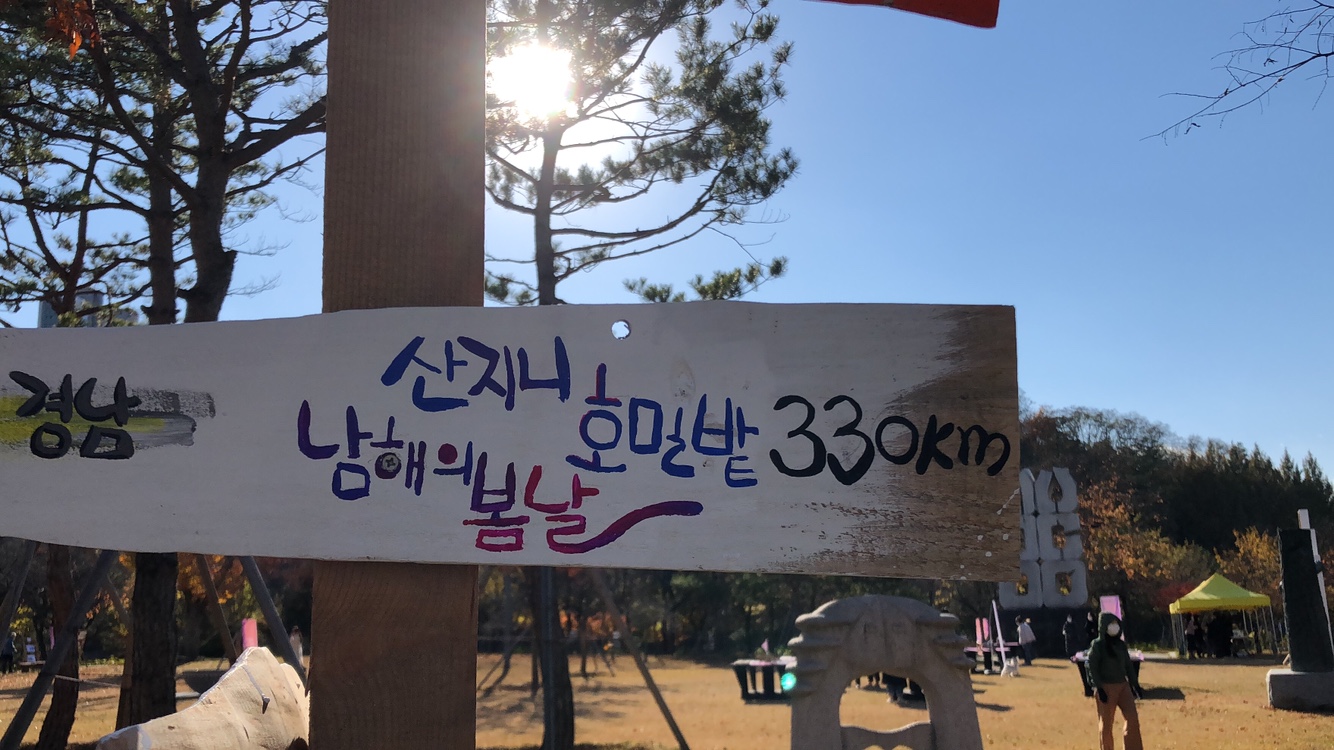 경남
산지니
남해의
봄날
호밀밭
330km